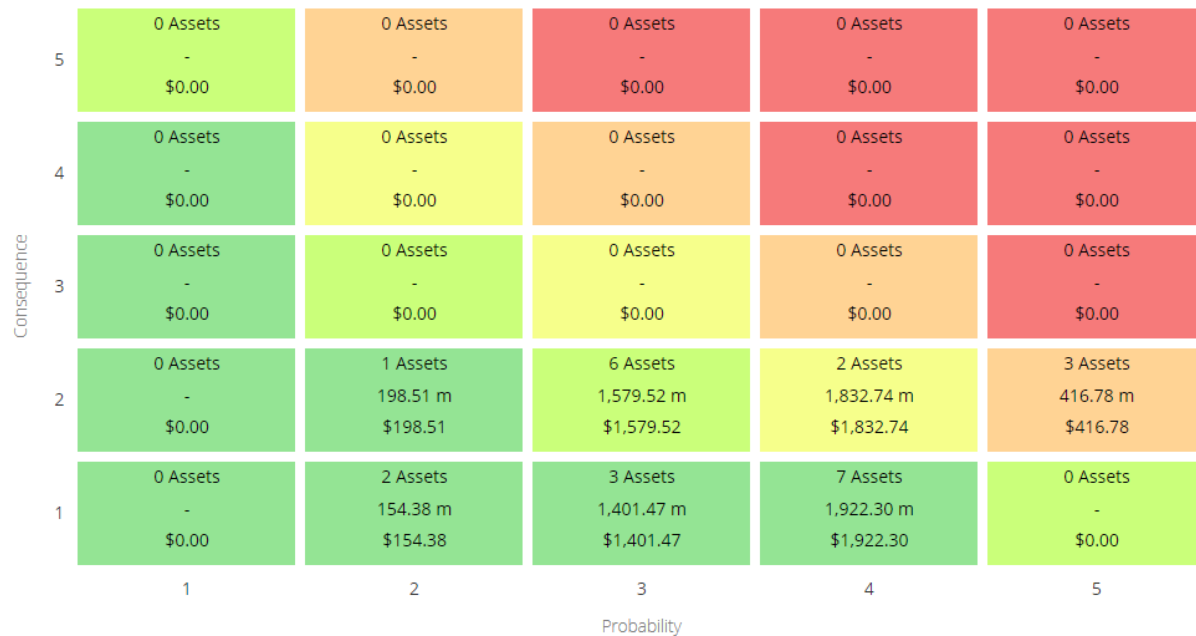 0 Assets 0 Assets 0 Assets 0 Assets 0 Assets
5 - - - - -
$0.00 $0.00 $0.00 $0.00 $0.00
0 Assets 0 Assets 0 Assets 0 Assets 0 Assets
4 - - - - -
$0.00 $0.00 $0.00 $0.00 $0.00
Consequence
0 Assets 0 Assets 0 Assets 0 Assets 0 Assets
3 - - - - -
$0.00 $0.00 $0.00 $0.00 $0.00
0 Assets 1 Assets 6 Assets 2 Assets 3 Assets
2 - 198.51 m 1,579.52 m 1,832.74 m 416.78 m
$0.00 $198.51 $1,579.52 $1,832.74 $416.78
0 Assets 2 Assets 3 Assets 7 Assets 0 Assets
1 - 154.38 m 1,401.47 m 1,922.30 m -
$0.00 $154.38 $1,401.47 $1,922.30 $0.00
1 2 3 4 5
Probability